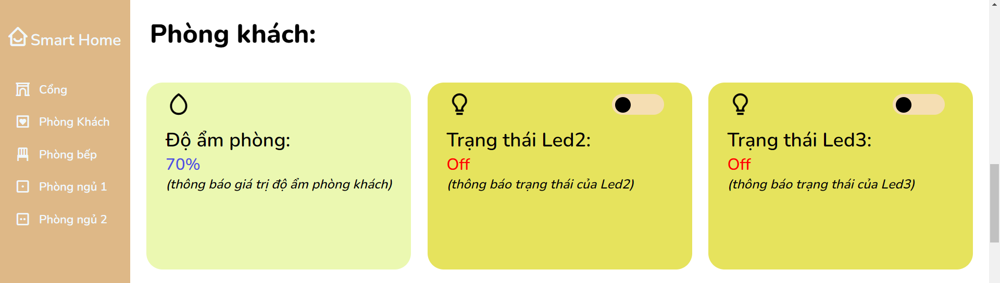 Smart Home
Cổng
Phòng Khách
Phòng bếp
Phòng ngủ 1
Phòng ngủ 2
Phòng khách:
Độ ẩm phòng:
70%
(thông báo giá trị độ ẩm phòng khách)
Trạng thái Led2:
Off
(thông báo trạng thái của Led2)
Trạng thái Led3:
Off
(thông báo trạng thái của Led3)